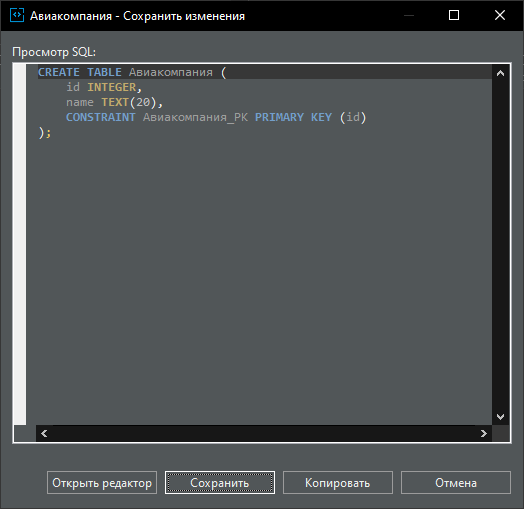 Авиакомпания - Сохранить изменения
Просмотр SQL:
CREATE TABLE Авиакомпания (
    id INTEGER,
    name TEXT(20),
    CONSTRAINT Авиакомпания_PK PRIMARY KEY (id)
);
Открыть редактор Сохранить Копировать Отмена